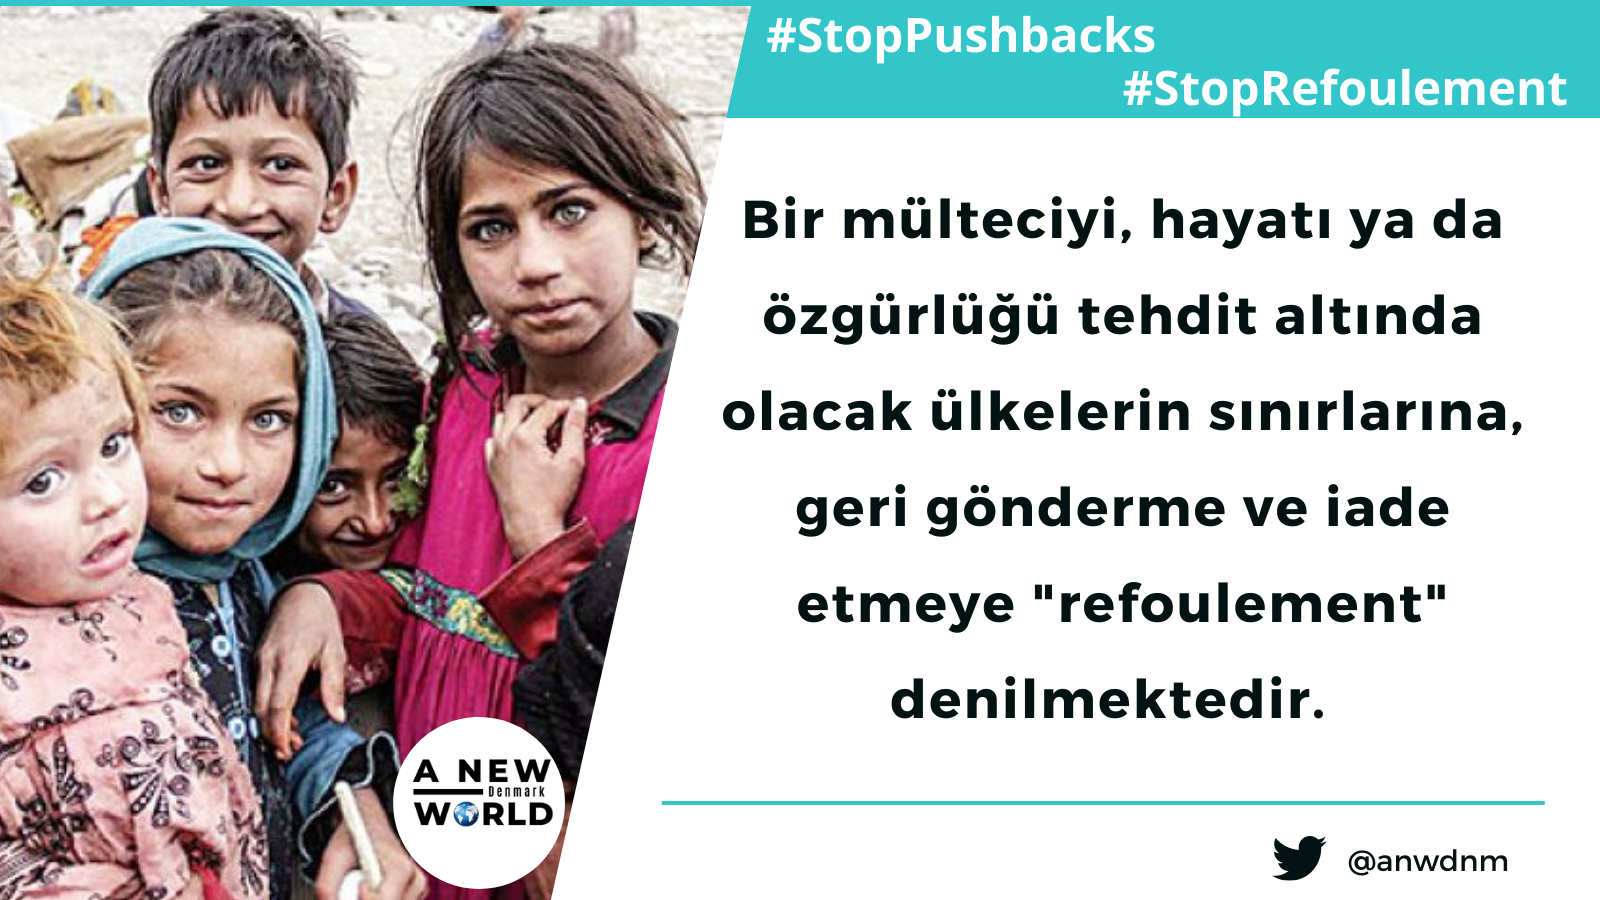 #StopPushbacks
#StopRefoulement
Bir mülteciyi, hayatı ya da
özgürlüğü tehdit altında
olacak ülkelerin sınırlarına,
geri gönderme ve iade
etmeye "refoulement"
denilmektedir.
A NEW
Denmark
WORLD
@anwdnm